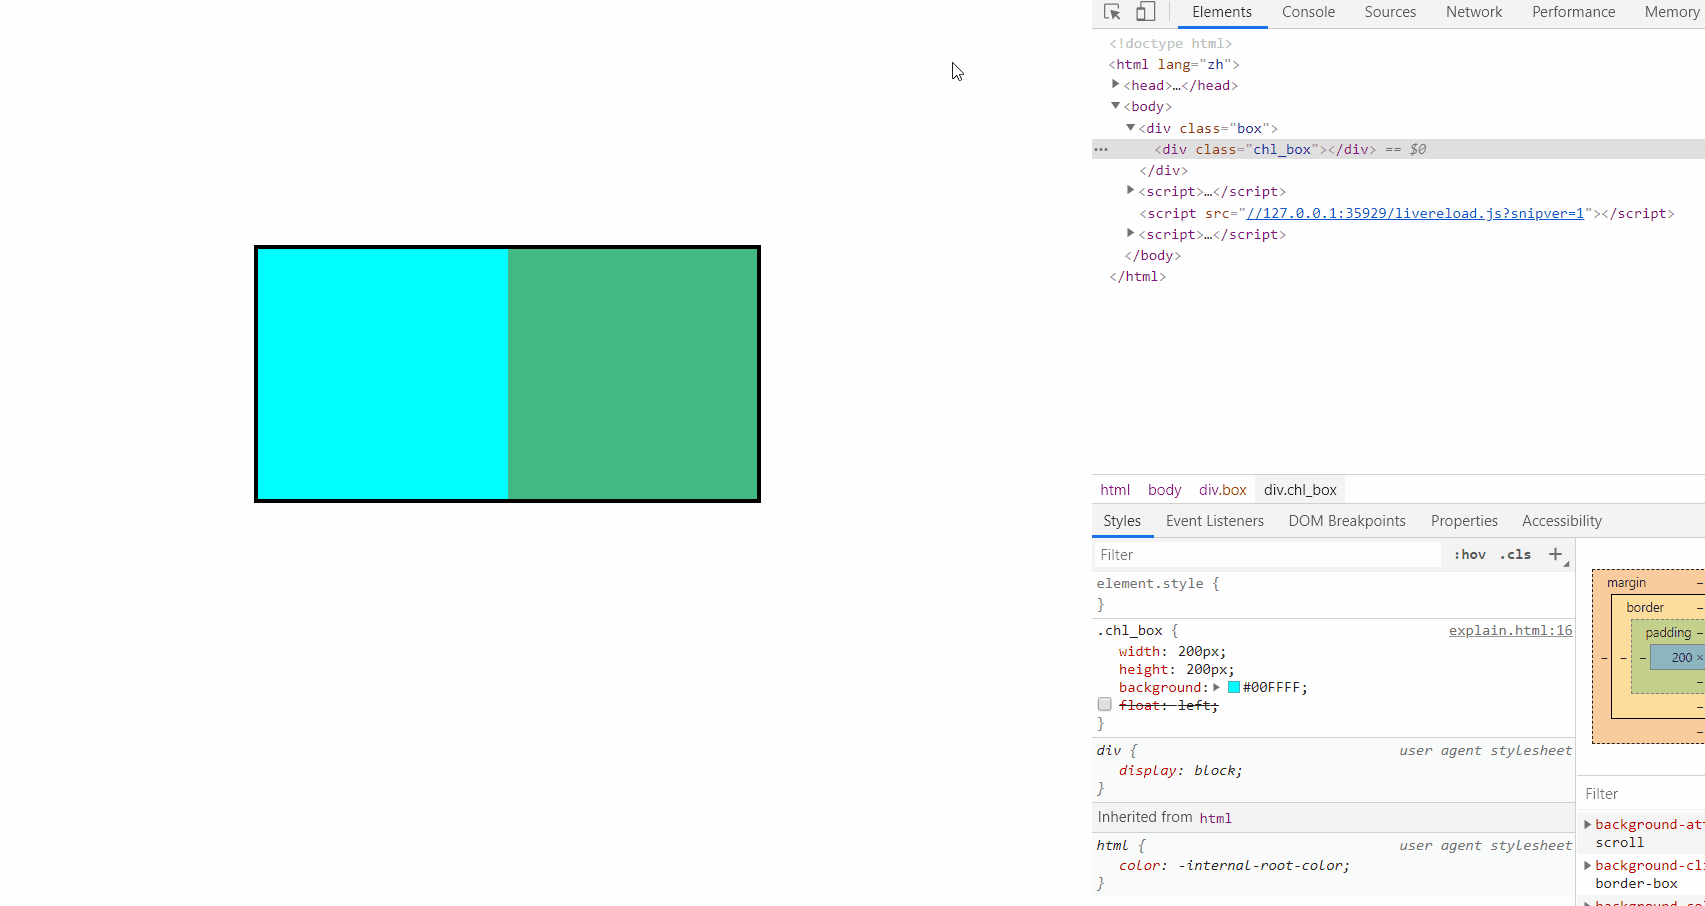 Elements Console Sources Network Performance Memory
<!doctype html>
<html lang="zh">
<head>…</head>
<body>
<div class="box">
… <div class="chl_box"></div> == $0
</div>
<script>…</script>
<script src="//127.0.0.1:35929/livereload.js?snipver=1"></script>
<script>…</script>
</body>
</html>
html body div.box div.chl_box
Styles Event Listeners DOM Breakpoints Properties Accessibility
Filter :hov .cls +
element.style {
}
.chl_box { explain.html:16
width: 200px;
height: 200px;
background: #00FFFF;
float: left;
}
div { user agent stylesheet
display: block;
}
Inherited from html
html { user agent stylesheet
color: -internal-root-color;
}
margin –
border –
padding –
– – – 200 ×
–
–
–
Filter
scroll
border-box